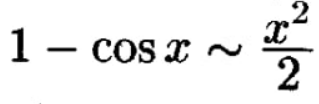 1 − cos x ∼ x²/2